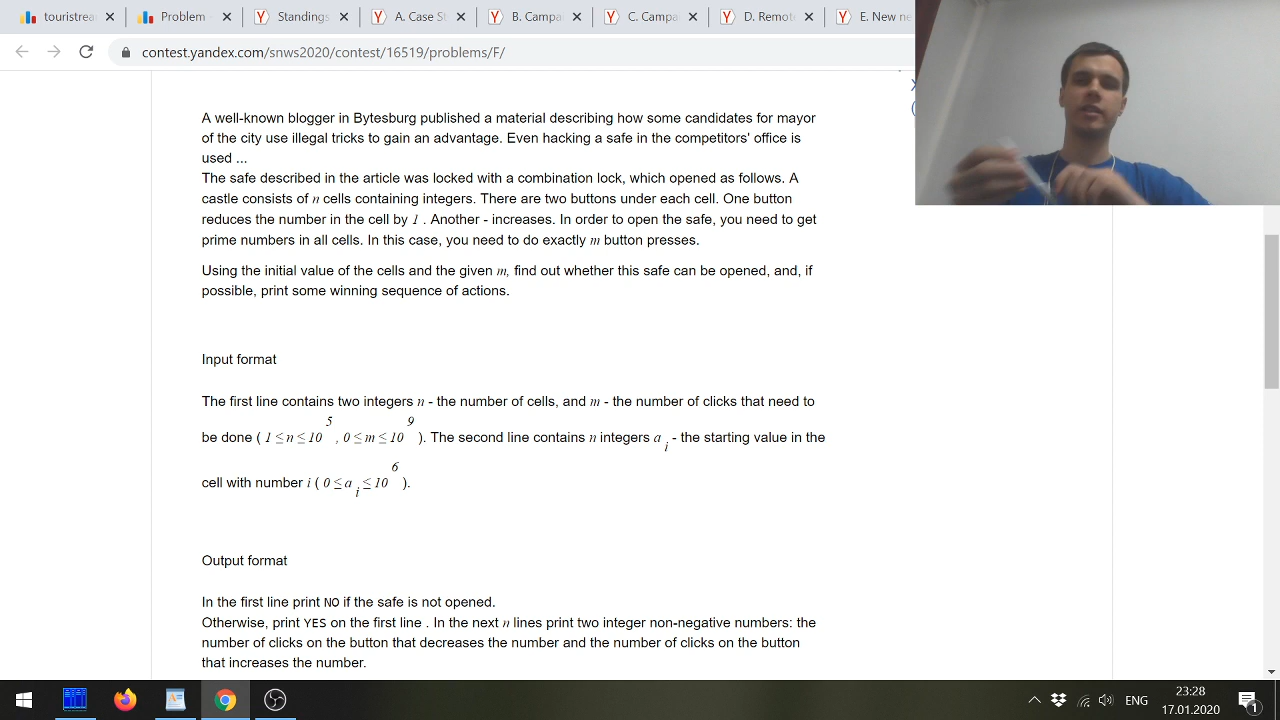 touristrea
Problem
Standings
A. Case St
B. Campa
C. Campa
D. Remot
E. New ne
contest.yandex.com/snws2020/contest/16519/problems/F/
A well-known blogger in Bytesburg published a material describing how some candidates for mayor
of the city use illegal tricks to gain an advantage. Even hacking a safe in the competitors' office is
used ...
The safe described in the article was locked with a combination lock, which opened as follows. A
castle consists of n cells containing integers. There are two buttons under each cell. One button
reduces the number in the cell by 1 . Another - increases. In order to open the safe, you need to get
prime numbers in all cells. In this case, you need to do exactly m button presses.
Using the initial value of the cells and the given m, find out whether this safe can be opened, and, if
possible, print some winning sequence of actions.
Input format
The first line contains two integers n - the number of cells, and m - the number of clicks that need to
be done ( 1 ≤ n ≤ 10^5 , 0 ≤ m ≤ 10^9 ). The second line contains n integers a_i - the starting value in the
cell with number i ( 0 ≤ a_i ≤ 10^6 ).
Output format
In the first line print NO if the safe is not opened.
Otherwise, print YES on the first line . In the next n lines print two integer non-negative numbers: the
number of clicks on the button that decreases the number and the number of clicks on the button
that increases the number.
ENG
23:28
17.01.2020
1